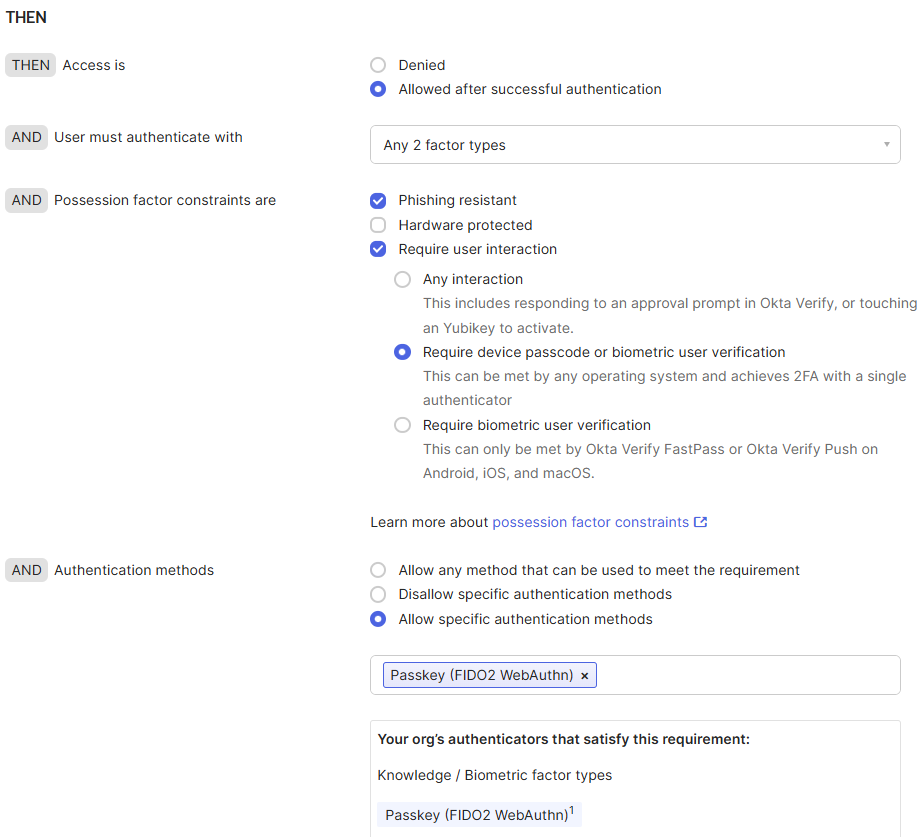 THEN
THEN Access is
Denied
Allowed after successful authentication
AND User must authenticate with
Any 2 factor types
AND Possession factor constraints are
Phishing resistant
Hardware protected
Require user interaction
Any interaction
This includes responding to an approval prompt in Okta Verify, or touching
an Yubikey to activate.
Require device passcode or biometric user verification
This can be met by any operating system and achieves 2FA with a single
authenticator
Require biometric user verification
This can only be met by Okta Verify FastPass or Okta Verify Push on
Android, iOS, and macOS.
Learn more about possession factor constraints
AND Authentication methods
Allow any method that can be used to meet the requirement
Disallow specific authentication methods
Allow specific authentication methods
Passkey (FIDO2 WebAuthn) ×
Your org’s authenticators that satisfy this requirement:
Knowledge / Biometric factor types
Passkey (FIDO2 WebAuthn)¹